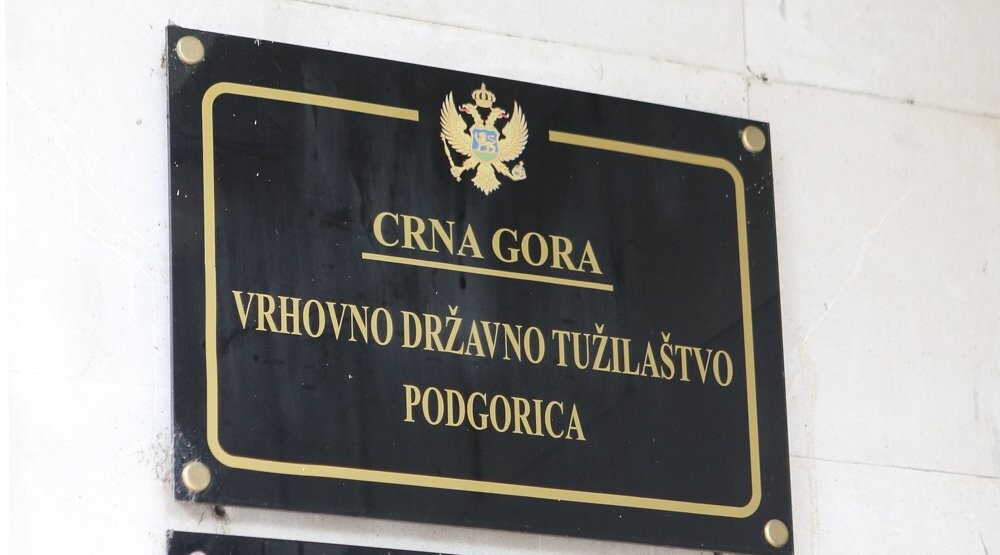 CRNA GORA
VRHOVNO DRŽAVNO TUŽILAŠTVO
PODGORICA